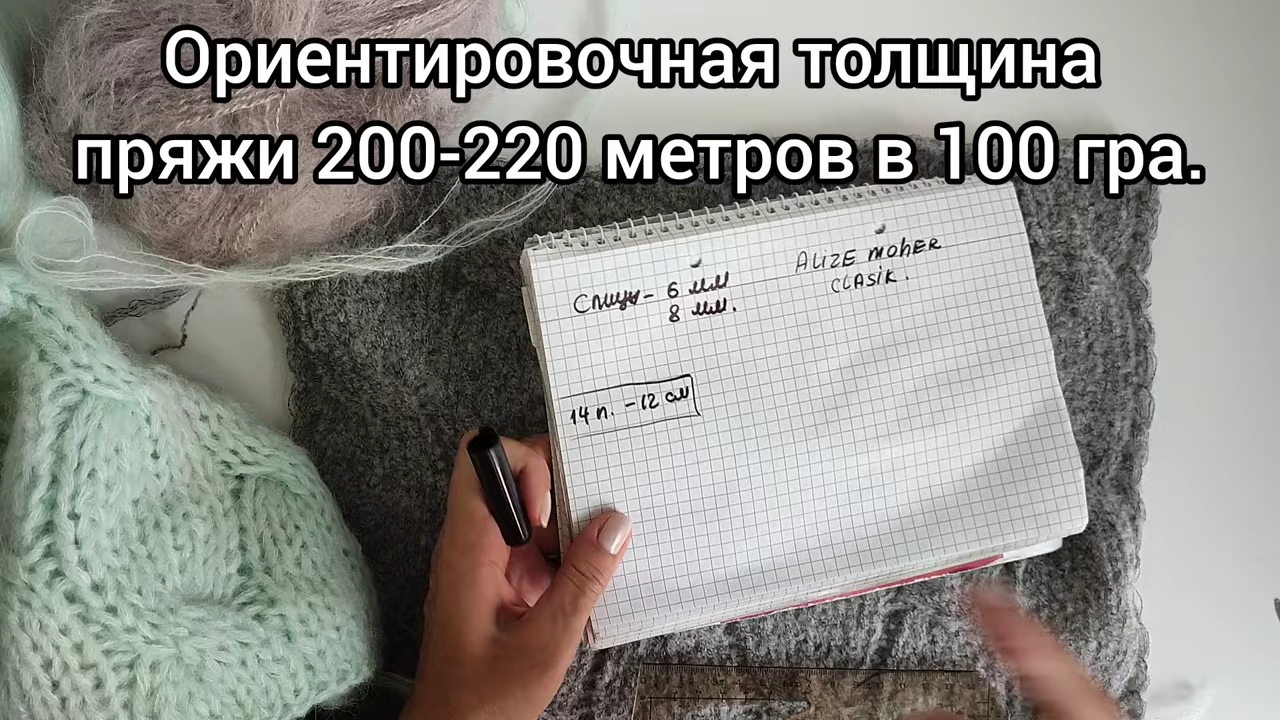 Ориентировочная толщина
пряжи 200-220 метров в 100 гра.
Спицы - 6 мм
8 мм.
ALIZE MOHER
CLASIK.
14 п. - 12 см